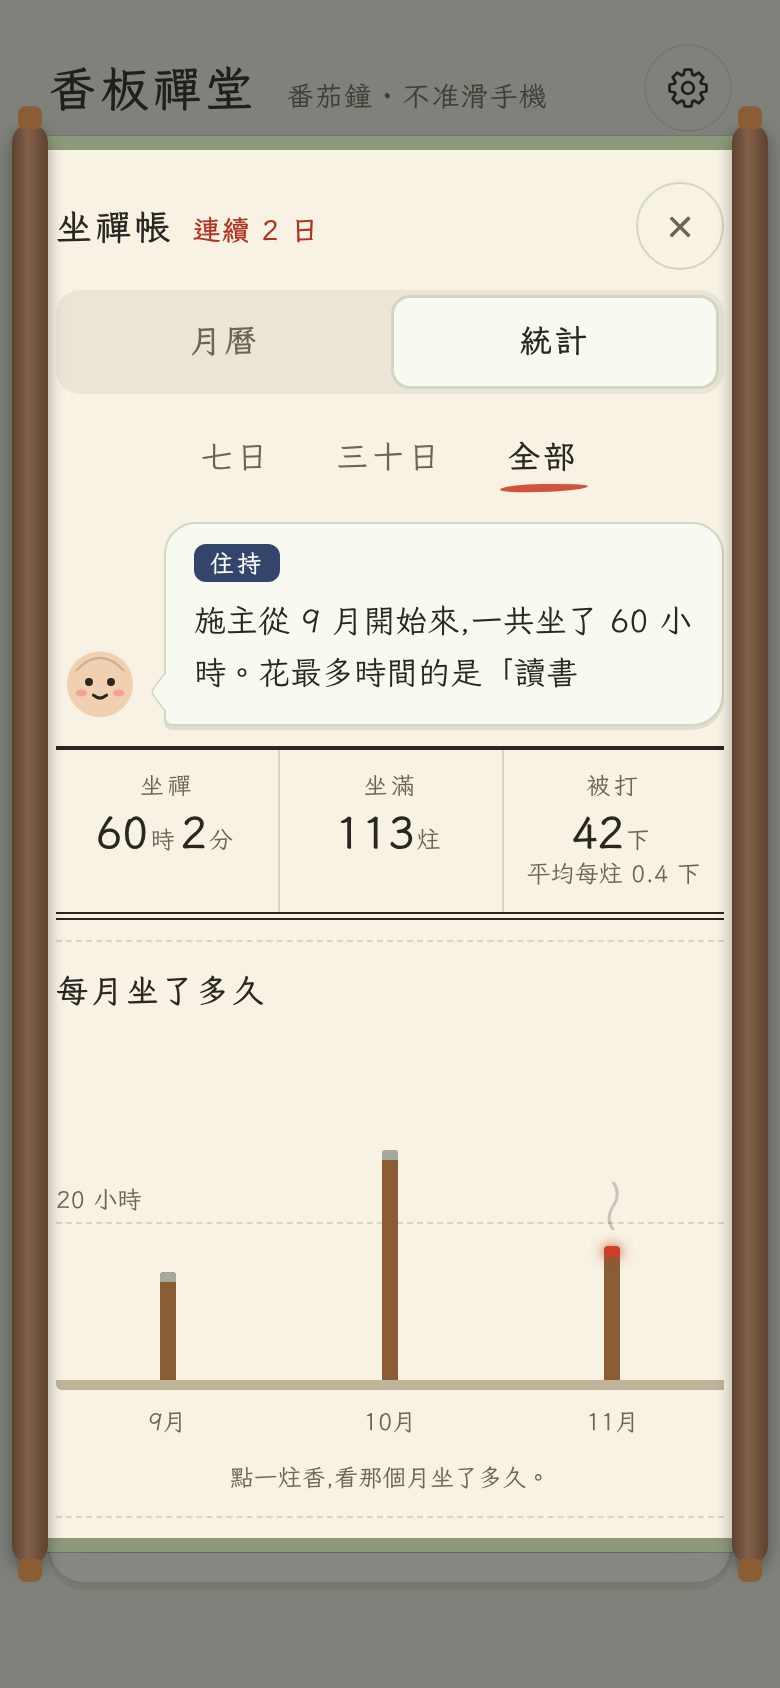 香板禪堂 番茄鐘・不准滑手機
坐禪帳 連續 2 日
月曆 統計
七日 三十日 全部
住持
施主從 9 月開始來,一共坐了 60 小
時。花最多時間的是「讀書
坐禪 坐滿 被打
60時2分 113炷 42下
平均每炷 0.4 下
每月坐了多久
20 小時
9月 10月 11月
點一炷香,看那個月坐了多久。